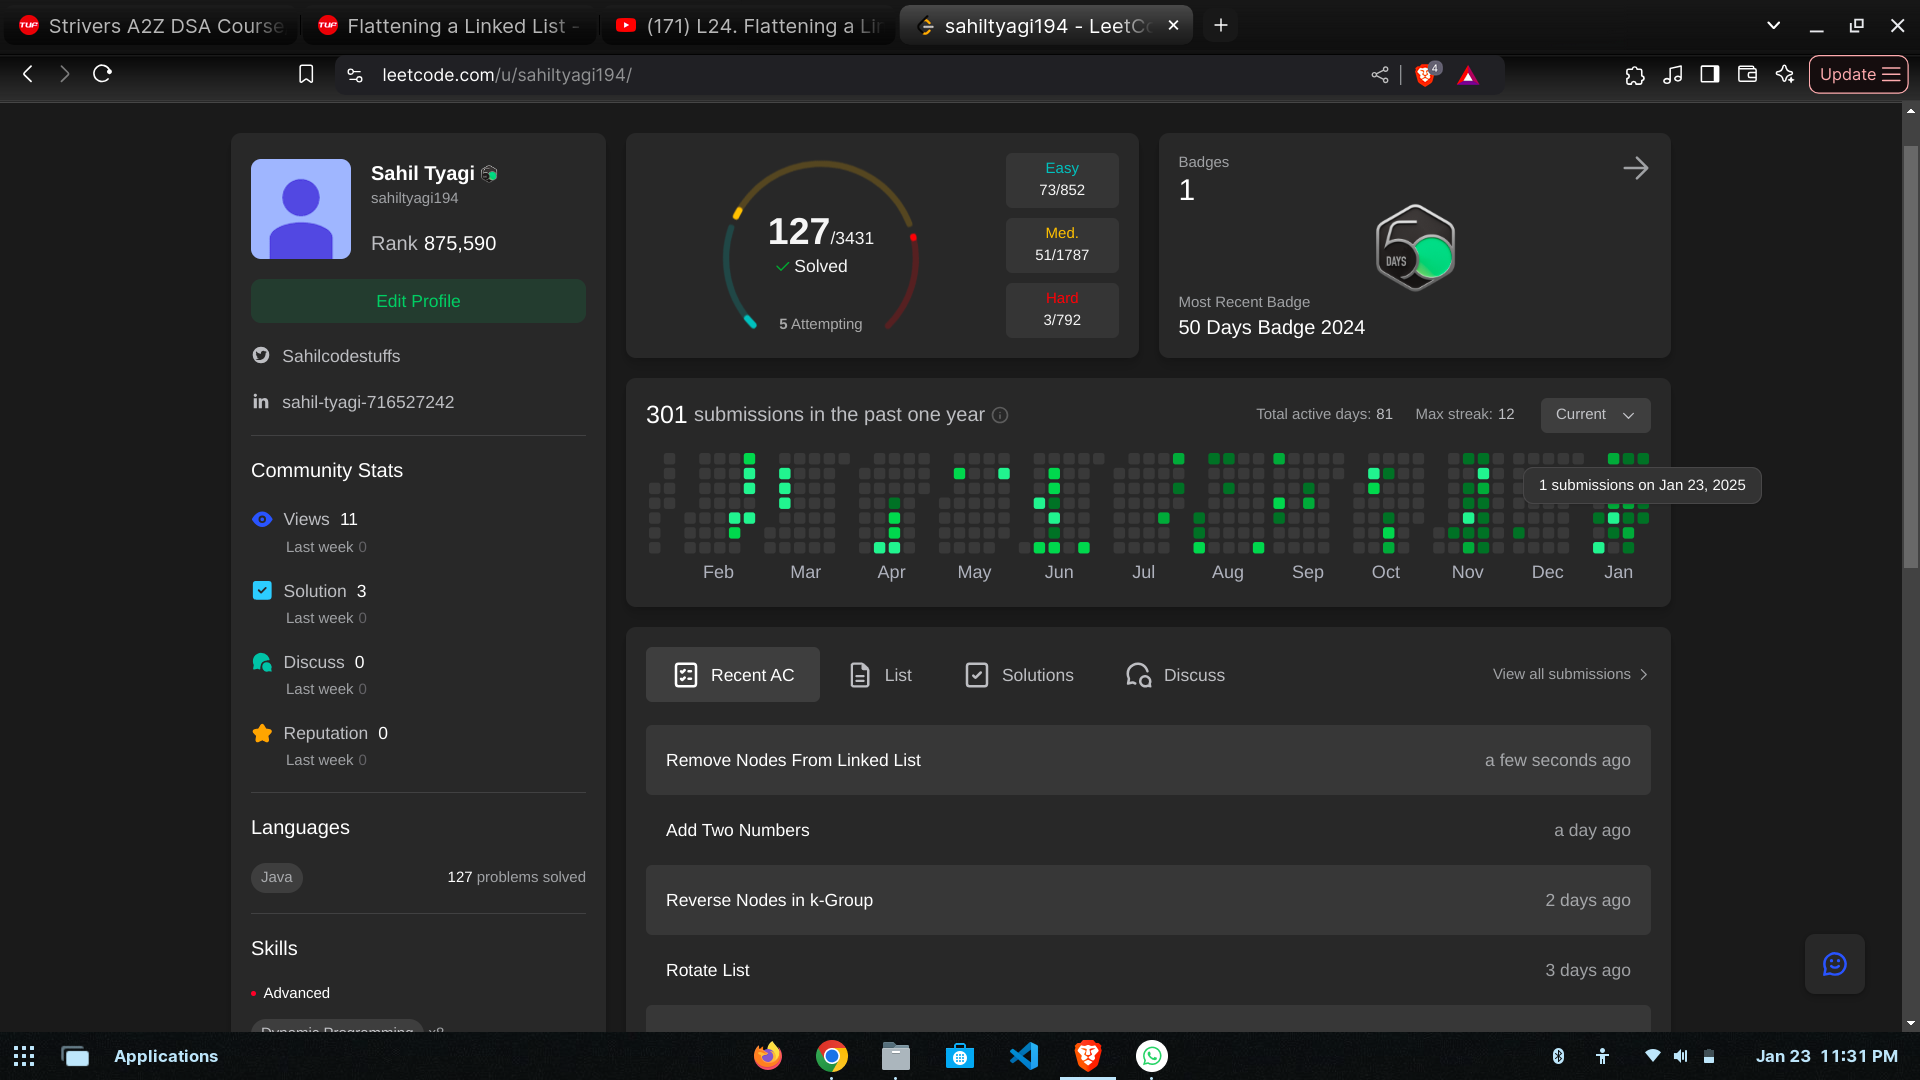 Strivers A2Z DSA Course
Flattening a Linked List -
(171) L24. Flattening a Lin
sahiltyagi194 - LeetCo
leetcode.com/u/sahiltyagi194/
4
Update
Sahil Tyagi
sahiltyagi194
Rank 875,590
Edit Profile
Sahilcodestuffs
sahil-tyagi-716527242
Community Stats
Views 11
Last week 0
Solution 3
Last week 0
Discuss 0
Last week 0
Reputation 0
Last week 0
Languages
Java
127 problems solved
Skills
Advanced
Dynamic Programming x8
127/3431
Solved
5 Attempting
Easy
73/852
Med.
51/1787
Hard
3/792
Badges
1
DAYS
Most Recent Badge
50 Days Badge 2024
301 submissions in the past one year
Total active days: 81
Max streak: 12
Current
1 submissions on Jan 23, 2025
Feb Mar Apr May Jun Jul Aug Sep Oct Nov Dec Jan
Recent AC
List
Solutions
Discuss
View all submissions
Remove Nodes From Linked List
a few seconds ago
Add Two Numbers
a day ago
Reverse Nodes in k-Group
2 days ago
Rotate List
3 days ago
Applications
Jan 23 11:31 PM